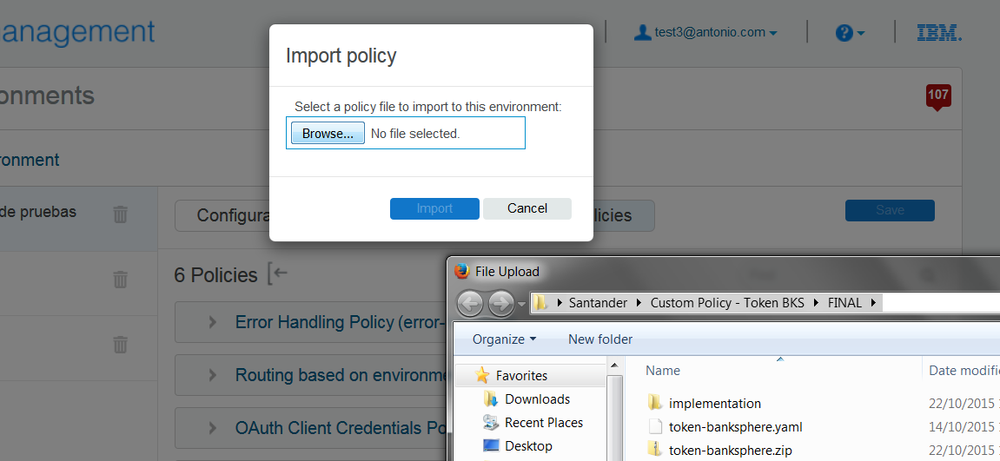 anagement
test3@antonio.com
?
IBM.
Import policy
onments
107
Select a policy file to import to this environment:
Browse... No file selected.
ronment
de pruebas
Import
Cancel
Configura
licies
Save
6 Policies
File Upload
Santander
Custom Policy - Token BKS
FINAL
Error Handling Policy (error-
Organize
New folder
Routing based on environme
Favorites
Name
Date modifi
Downloads
implementation
22/10/2015 1
OAuth Client Credentials Po
Recent Places
token-banksphere.yaml
14/10/2015 1
Desktop
token-banksphere.zip
22/10/2015 1